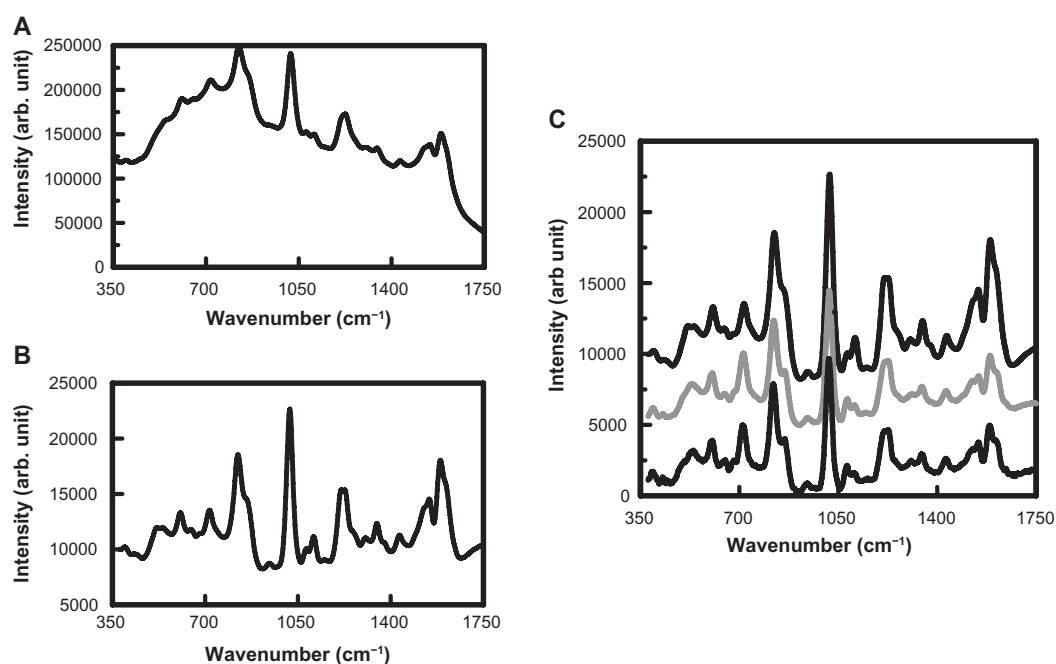 A
Intensity (arb. unit)
250000
200000
150000
100000
50000
0
350 700 1050 1400 1750
Wavenumber (cm⁻¹)
B
Intensity (arb. unit)
25000
20000
15000
10000
5000
350 700 1050 1400 1750
Wavenumber (cm⁻¹)
C
Intensity (arb unit)
25000
20000
15000
10000
5000
0
350 700 1050 1400 1750
Wavenumber (cm⁻¹)